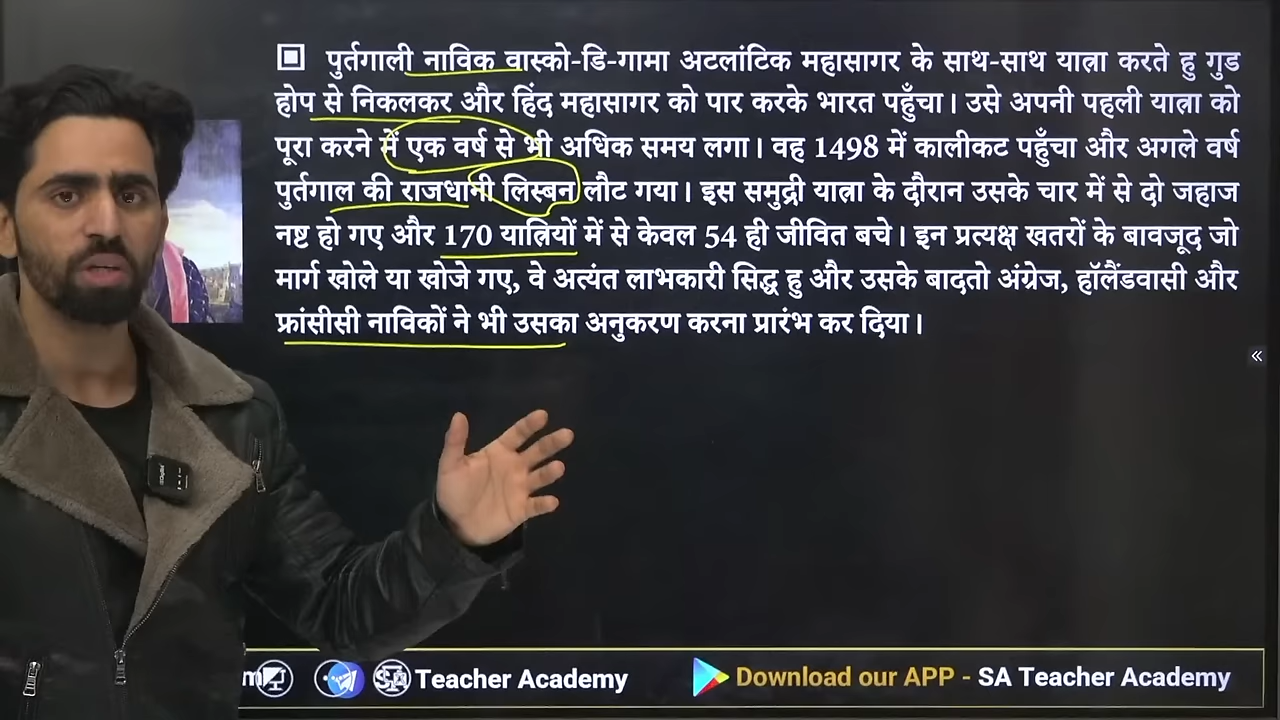 पुर्तगाली नाविक वास्को-डि-गामा अटलांटिक महासागर के साथ-साथ यात्रा करते हु गुड
होप से निकलकर और हिंद महासागर को पार करके भारत पहुँचा। उसे अपनी पहली यात्रा को
पूरा करने में एक वर्ष से भी अधिक समय लगा। वह 1498 में कालीकट पहुँचा और अगले वर्ष
पुर्तगाल की राजधानी लिस्बन लौट गया। इस समुद्री यात्रा के दौरान उसके चार में से दो जहाज
नष्ट हो गए और 170 यात्रियों में से केवल 54 ही जीवित बचे। इन प्रत्यक्ष खतरों के बावजूद जो
मार्ग खोले या खोजे गए, वे अत्यंत लाभकारी सिद्ध हु और उसके बादतो अंग्रेज, हॉलैंडवासी और
फ्रांसीसी नाविकों ने भी उसका अनुकरण करना प्रारंभ कर दिया।
Teacher Academy Download our APP - SA Teacher Academy